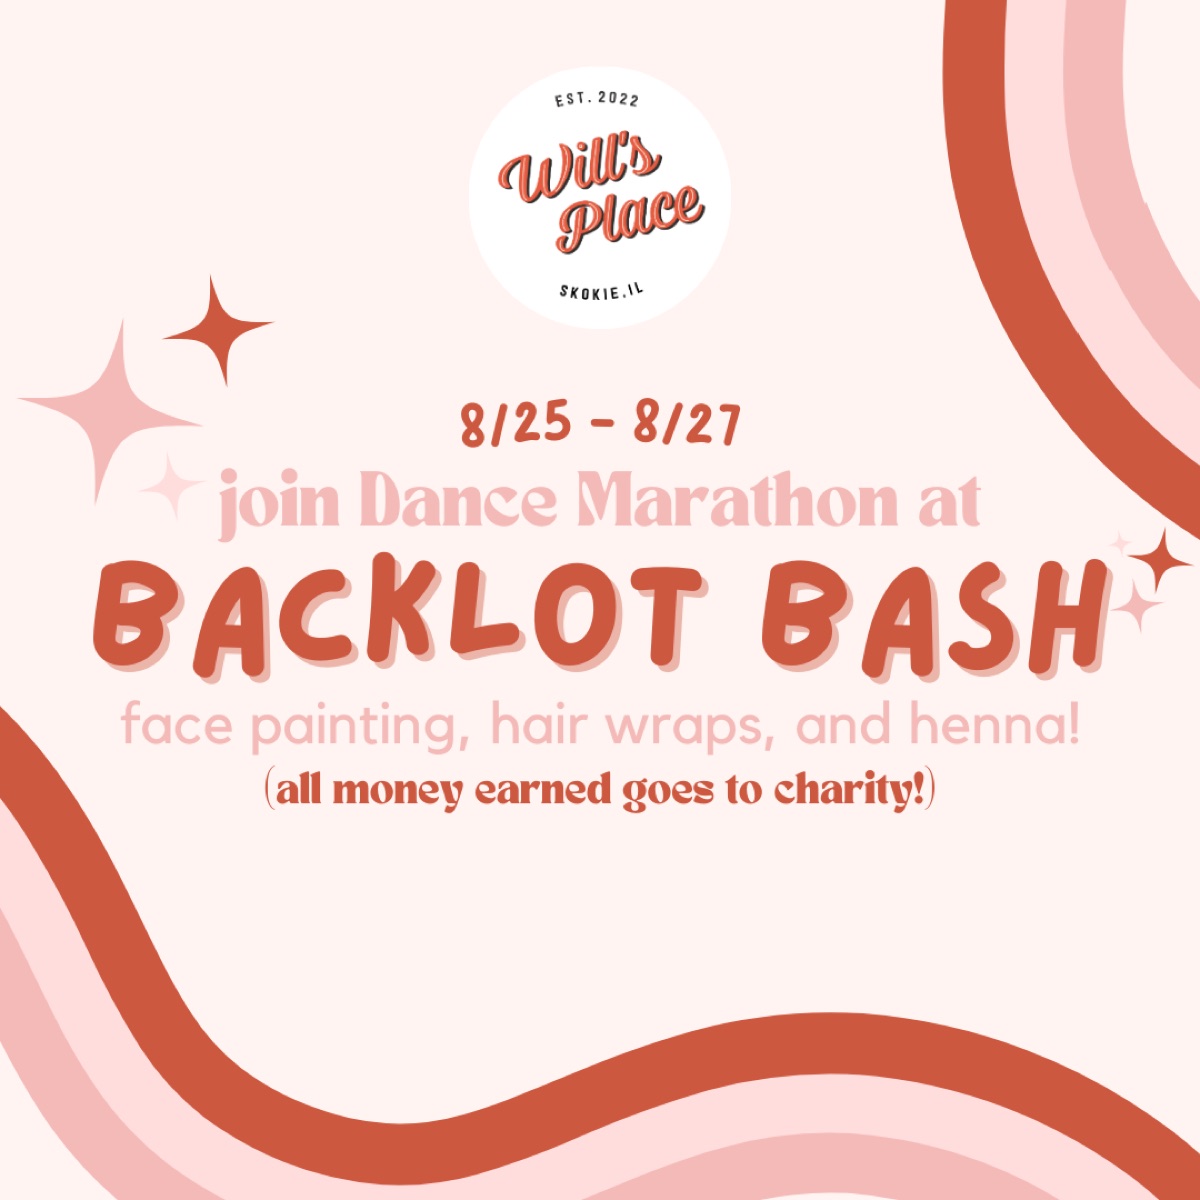 EST. 2022
Will's
Place
SKOKIE, IL
8/25 - 8/27
join Dance Marathon at
BACKLOT BASH
face painting, hair wraps, and henna!
(all money earned goes to charity!)